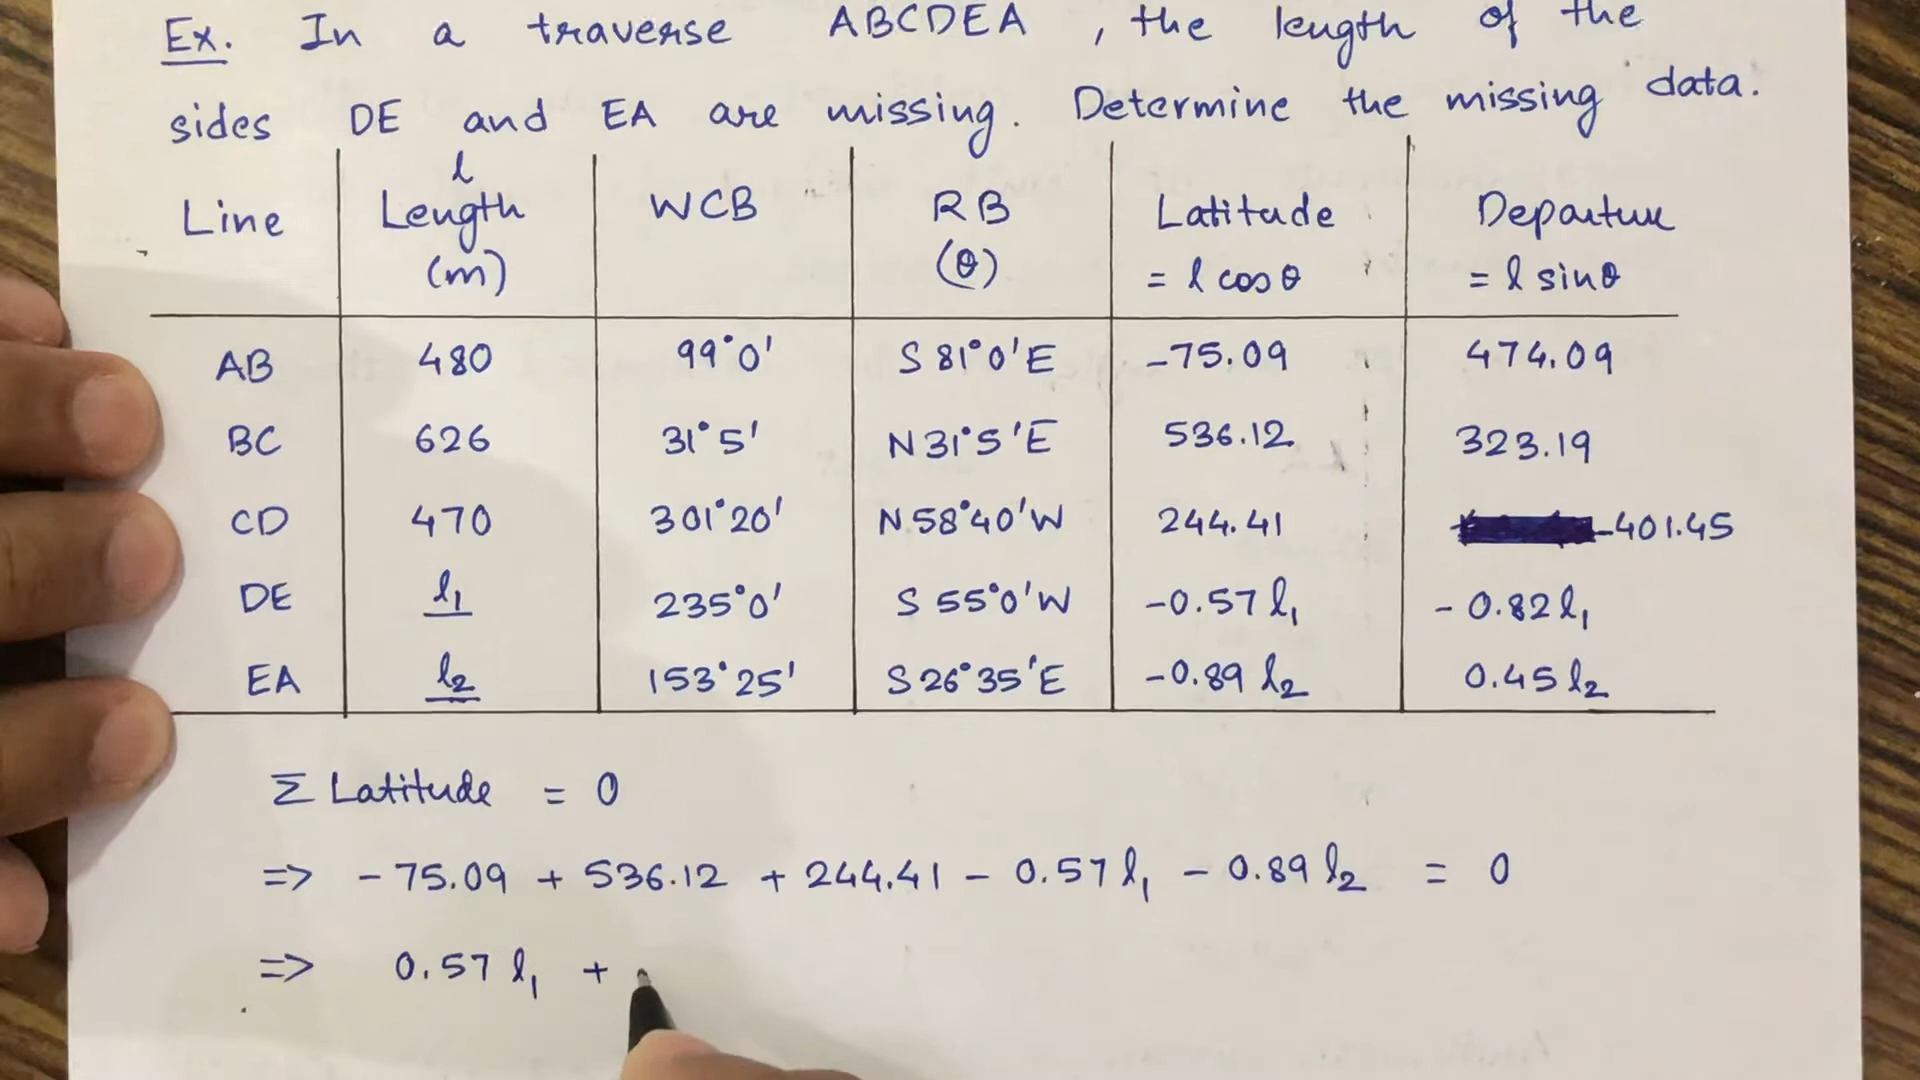 Ex. In a traverse ABCDEA, the length of the
sides DE and EA are missing. Determine the missing data.
Line | l Length (m) | WCB | RB (θ) | Latitude = l cosθ | Departure = l sinθ
AB | 480 | 99°0' | S 81°0'E | -75.09 | 474.09
BC | 626 | 31°5' | N31°5'E | 536.12 | 323.19
CD | 470 | 301°20' | N58°40'W | 244.41 | -401.45
DE | l₁ | 235°0' | S 55°0'W | -0.57 l₁ | -0.82 l₁
EA | l₂ | 153°25' | S 26°35'E | -0.89 l₂ | 0.45 l₂
Σ Latitude = 0
=> -75.09 + 536.12 + 244.41 - 0.57 l₁ - 0.89 l₂ = 0
=> 0.57 l₁ +